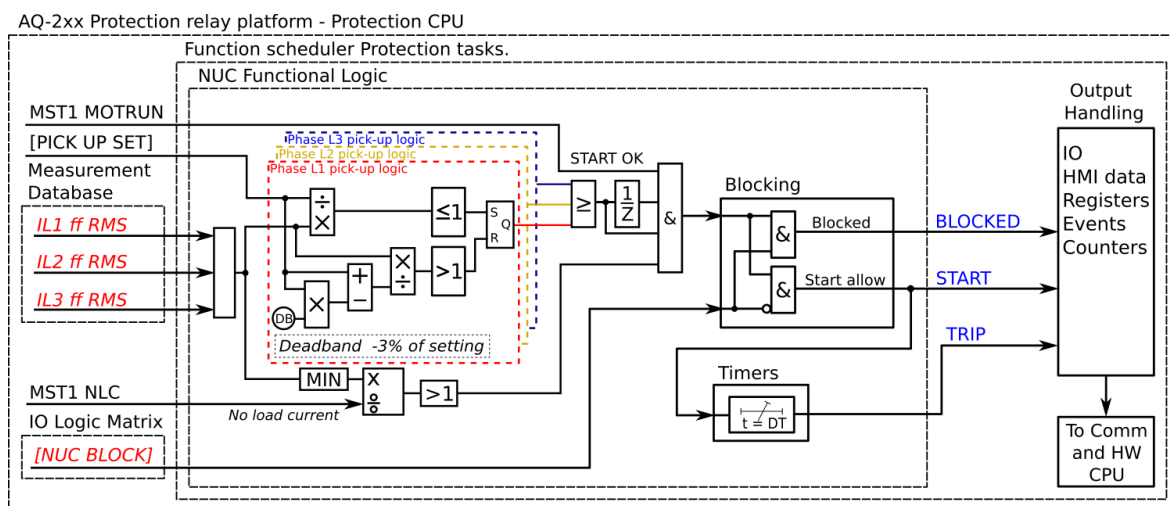 AQ-2xx Protection relay platform - Protection CPU
Function scheduler Protection tasks.
NUC Functional Logic
MST1 MOTRUN
[PICK UP SET]
Measurement
Database
IL1 ff RMS
IL2 ff RMS
IL3 ff RMS
MST1 NLC
IO Logic Matrix
[NUC BLOCK]
Phase L3 pick-up logic
Phase L2 pick-up logic
Phase L1 pick-up logic
÷
×
≤1
S
Q
R
×
÷
>1
+
−
×
DB
Deadband -3% of setting
MIN
X
÷
>1
No load current
START OK
≥
1
Z
&
Blocking
&
Blocked
&
Start allow
Timers
t = DT
BLOCKED
START
TRIP
Output
Handling
IO
HMI data
Registers
Events
Counters
To Comm
and HW
CPU